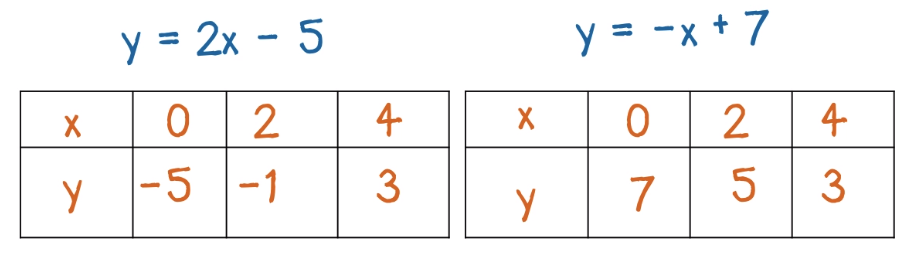 y = 2x - 5
x 0 2 4
y -5 -1 3
y = -x + 7
x 0 2 4
y 7 5 3